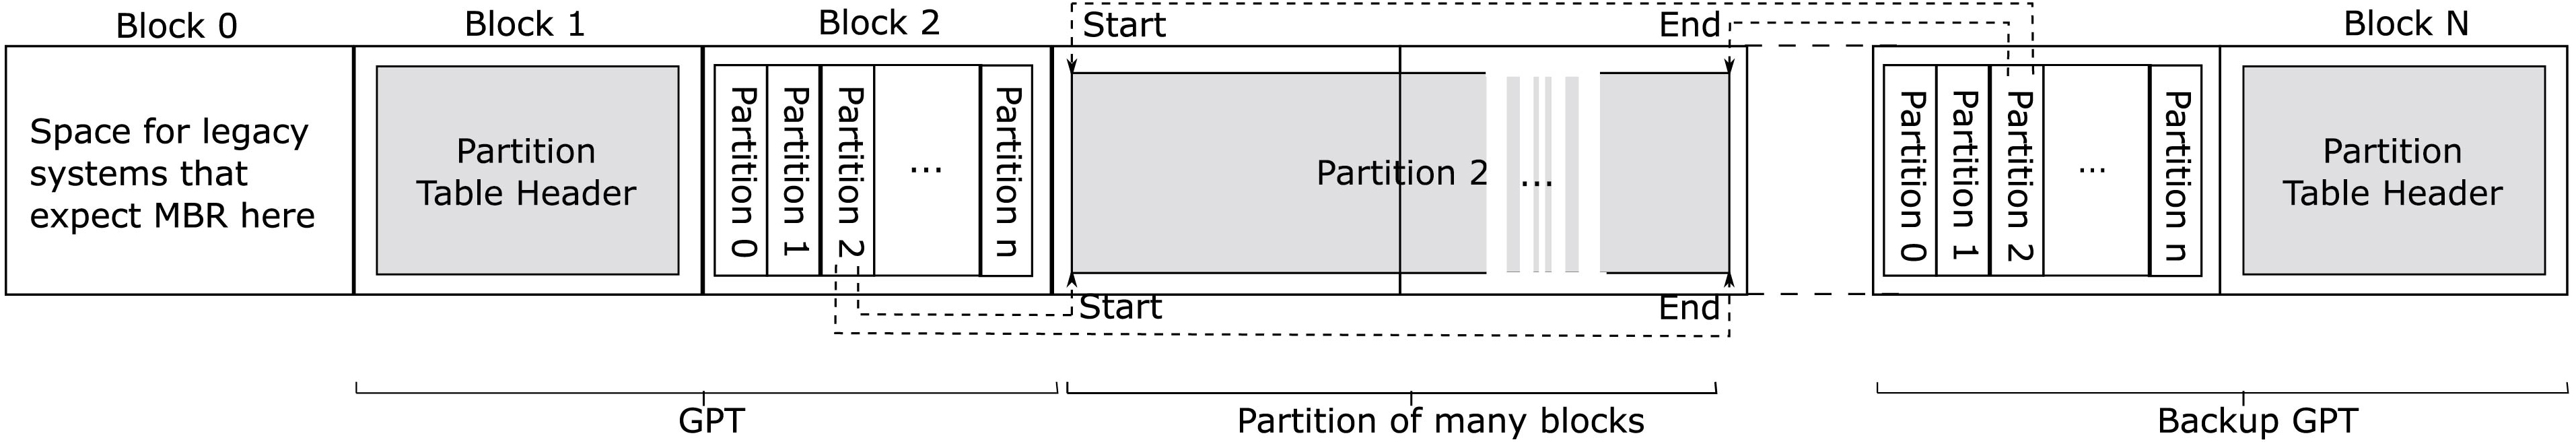 Block 0
Block 1
Block 2
Start
End
Block N
Space for legacy
systems that
expect MBR here
Partition
Table Header
Partition 0
Partition 1
Partition 2
...
Partition n
Partition 2
...
Partition 0
Partition 1
Partition 2
...
Partition n
Partition
Table Header
Start
End
GPT
Partition of many blocks
Backup GPT